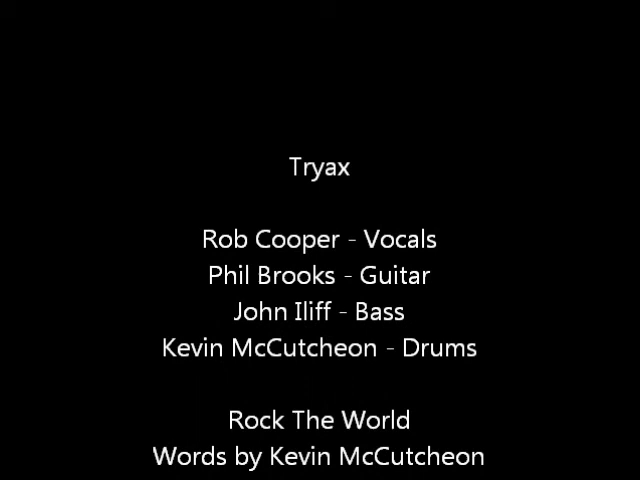 Tryax
Rob Cooper - Vocals
Phil Brooks - Guitar
John Iliff - Bass
Kevin McCutcheon - Drums
Rock The World
Words by Kevin McCutcheon